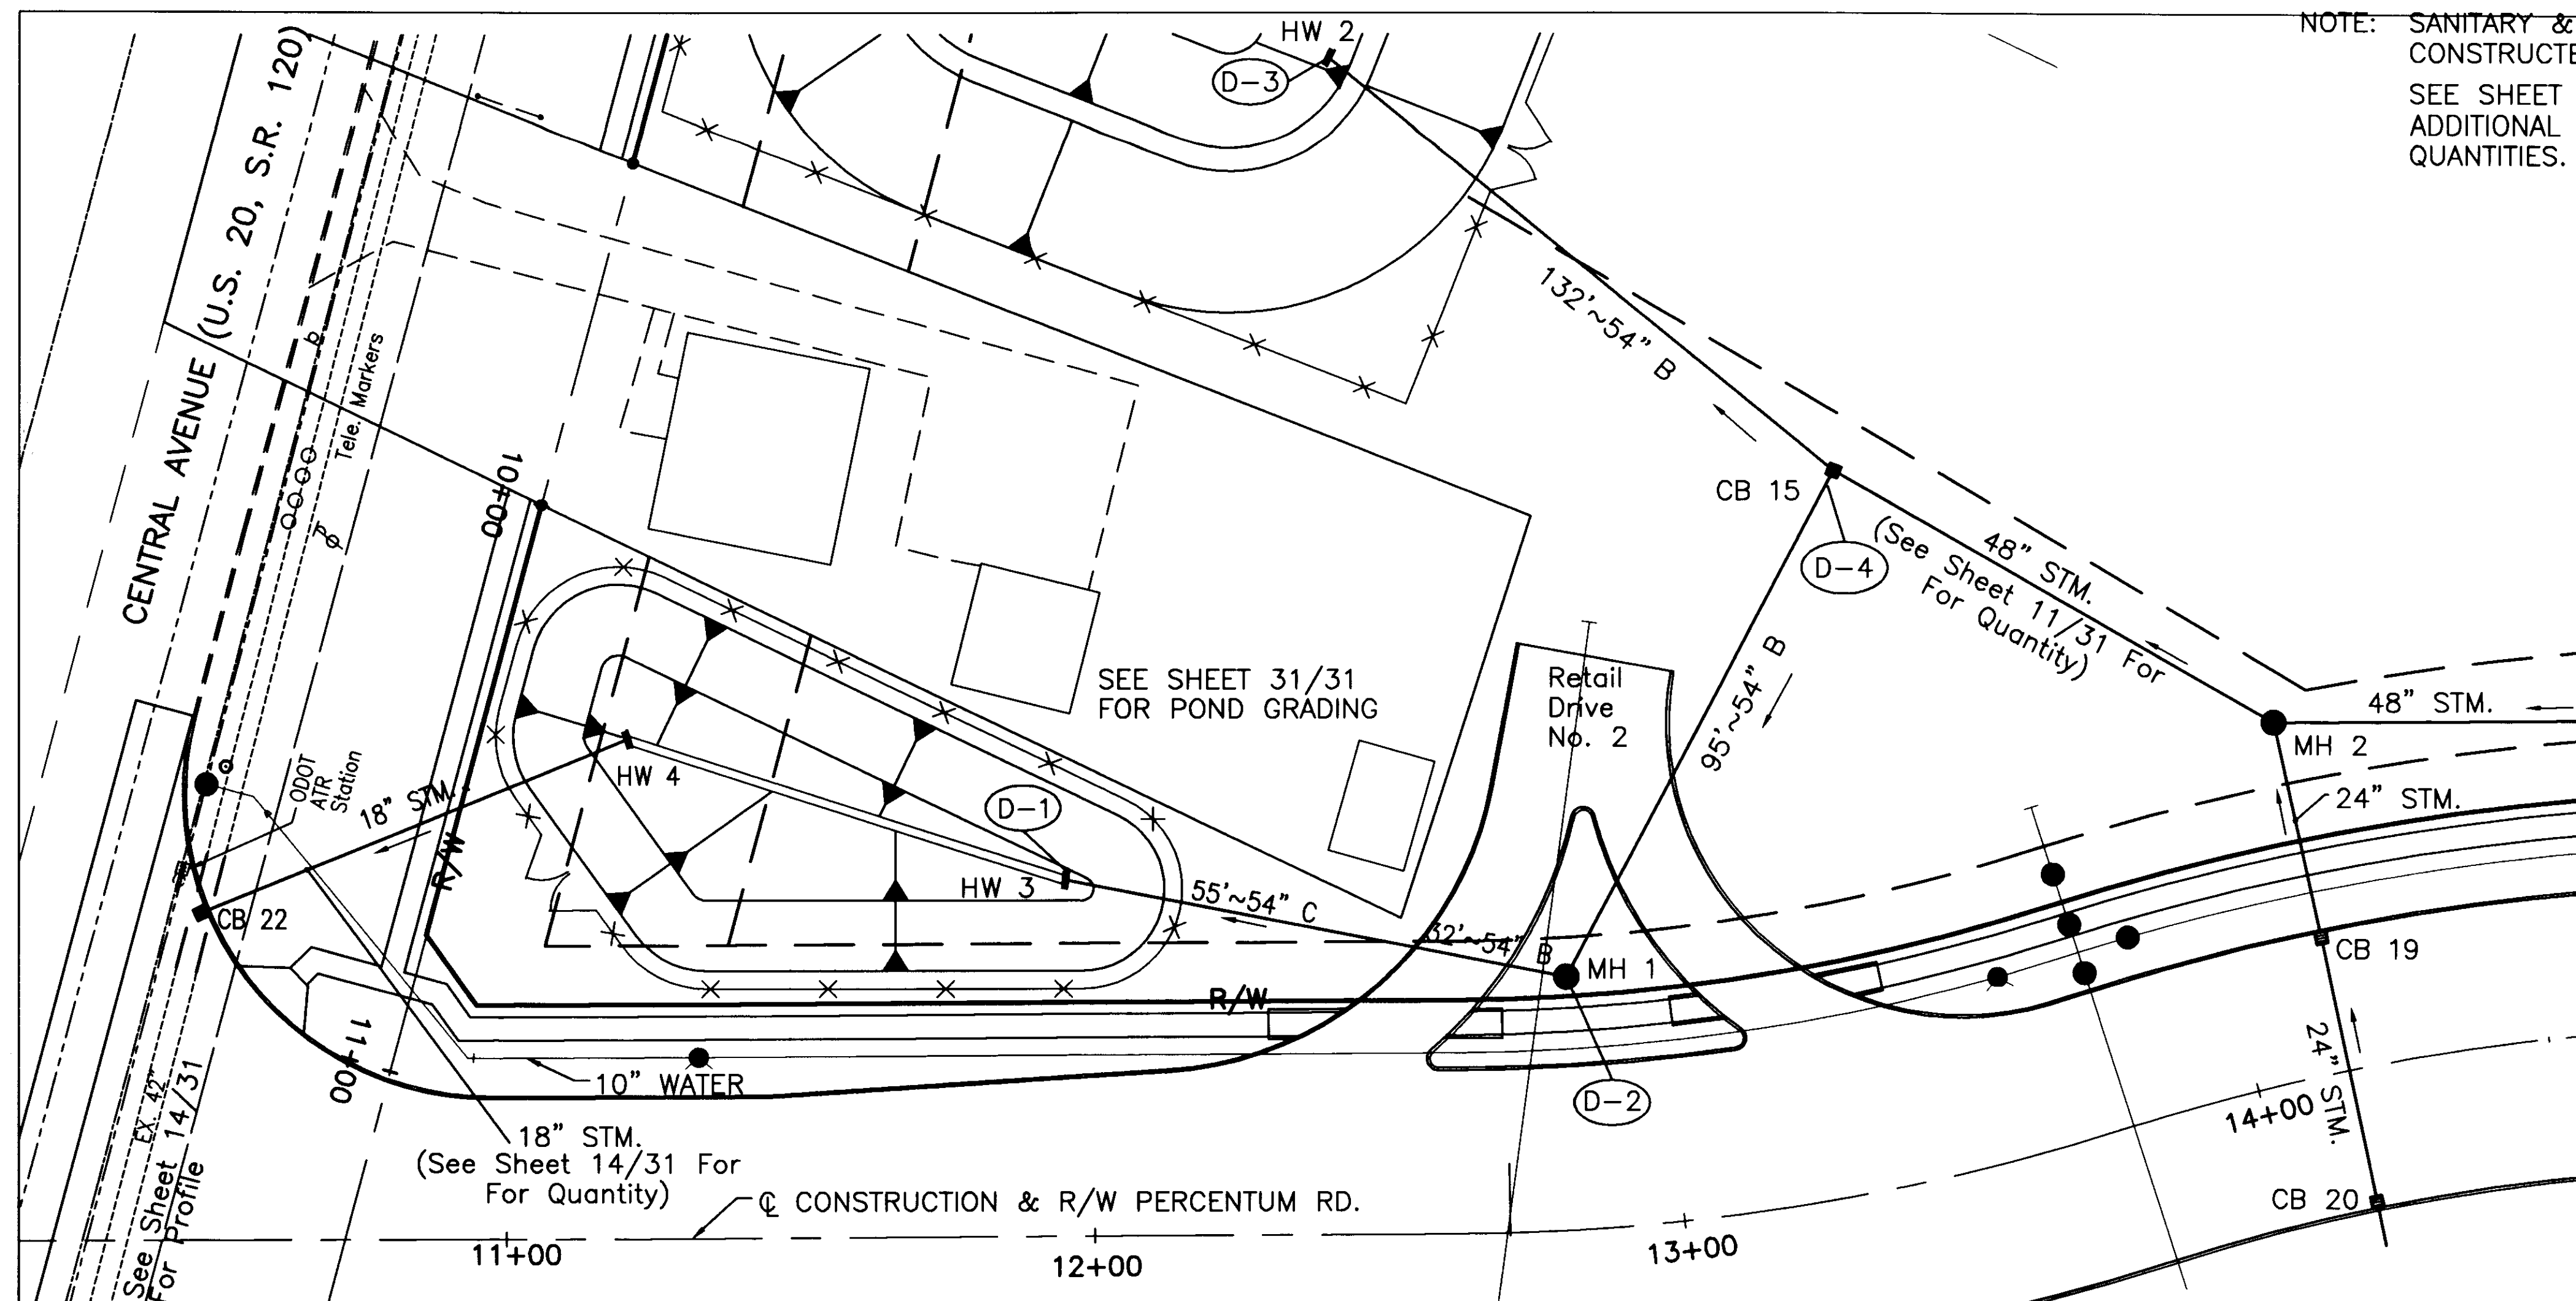 NOTE: SANITARY &
CONSTRUCTE
SEE SHEET
ADDITIONAL
QUANTITIES.
HW 2
D-3
CENTRAL AVENUE (U.S. 20, S.R. 120)
Tele. Markers
132'~54" B
CB 15
D-4
48" STM.
(See Sheet 11/31 For
For Quantity)
10+00
95'~54" B
SEE SHEET 31/31
FOR POND GRADING
Retail
Drive
No. 2
48" STM.
MH 2
24" STM.
ODOT
ATR
Station
18" STM.
HW 4
D-1
HW 3
55'~54" C
32'~54" B
MH 1
R/W
CB 22
CB 19
R/W
11+00
10" WATER
D-2
24" STM.
14+00
EX. 42"
See Sheet 14/31
For Profile
18" STM.
(See Sheet 14/31 For
For Quantity)
℄ CONSTRUCTION & R/W PERCENTUM RD.
CB 20
11+00
12+00
13+00